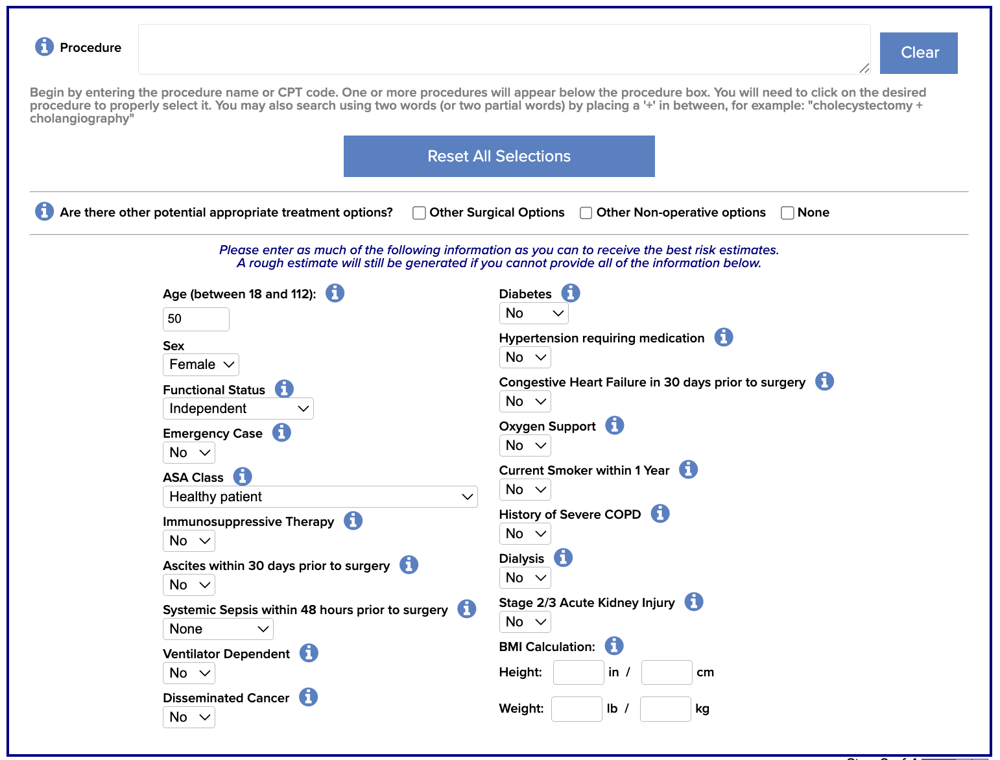 Procedure
Clear
Begin by entering the procedure name or CPT code. One or more procedures will appear below the procedure box. You will need to click on the desired
procedure to properly select it. You may also search using two words (or two partial words) by placing a '+' in between, for example: "cholecystectomy +
cholangiography"
Reset All Selections
Are there other potential appropriate treatment options? Other Surgical Options Other Non-operative options None
Please enter as much of the following information as you can to receive the best risk estimates.
A rough estimate will still be generated if you cannot provide all of the information below.
Age (between 18 and 112):
50
Sex
Female
Functional Status
Independent
Emergency Case
No
ASA Class
Healthy patient
Immunosuppressive Therapy
No
Ascites within 30 days prior to surgery
No
Systemic Sepsis within 48 hours prior to surgery
None
Ventilator Dependent
No
Disseminated Cancer
No
Diabetes
No
Hypertension requiring medication
No
Congestive Heart Failure in 30 days prior to surgery
No
Oxygen Support
No
Current Smoker within 1 Year
No
History of Severe COPD
No
Dialysis
No
Stage 2/3 Acute Kidney Injury
No
BMI Calculation:
Height: in / cm
Weight: lb / kg